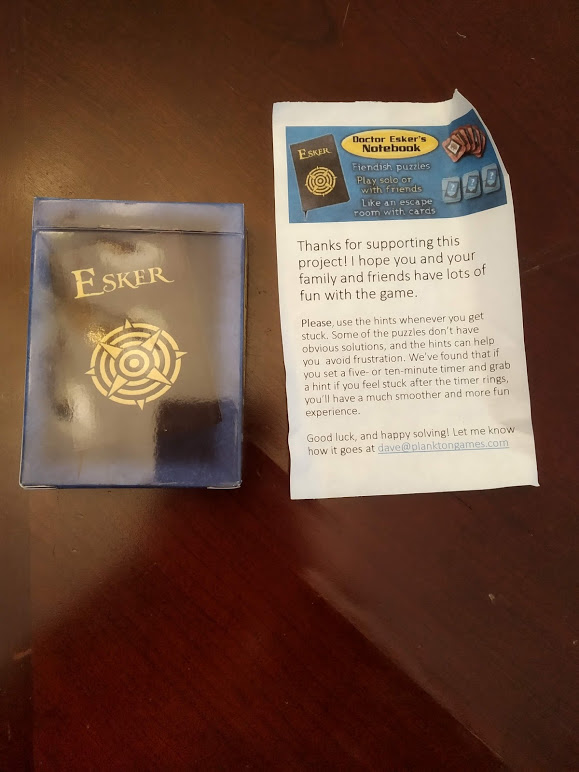 ESKER
ESKER
Doctor Esker's
Notebook
Fiendish puzzles
Play solo or
with friends
Like an escape
room with cards
Thanks for supporting this
project! I hope you and your
family and friends have lots of
fun with the game.
Please, use the hints whenever you get
stuck. Some of the puzzles don't have
obvious solutions, and the hints can help
you avoid frustration. We've found that if
you set a five- or ten-minute timer and grab
a hint if you feel stuck after the timer rings,
you'll have a much smoother and more fun
experience.
Good luck, and happy solving! Let me know
how it goes at dave@planktongames.com